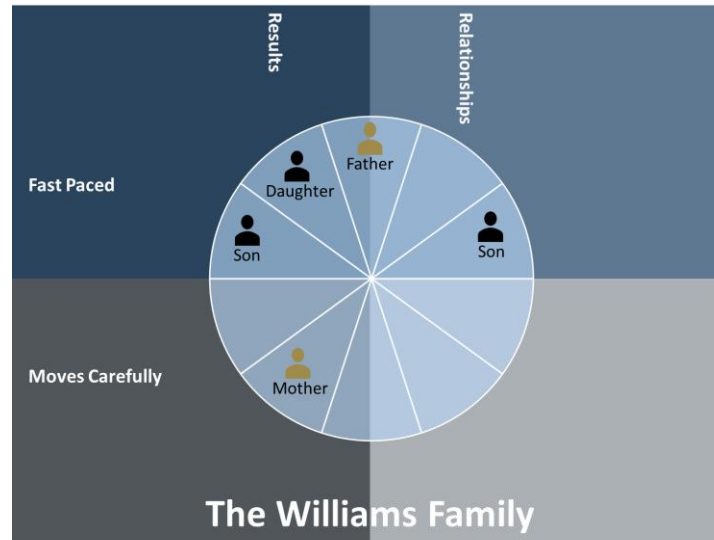 Results
Relationships
Father
Daughter
Fast Paced
Son
Son
Moves Carefully
Mother
The Williams Family